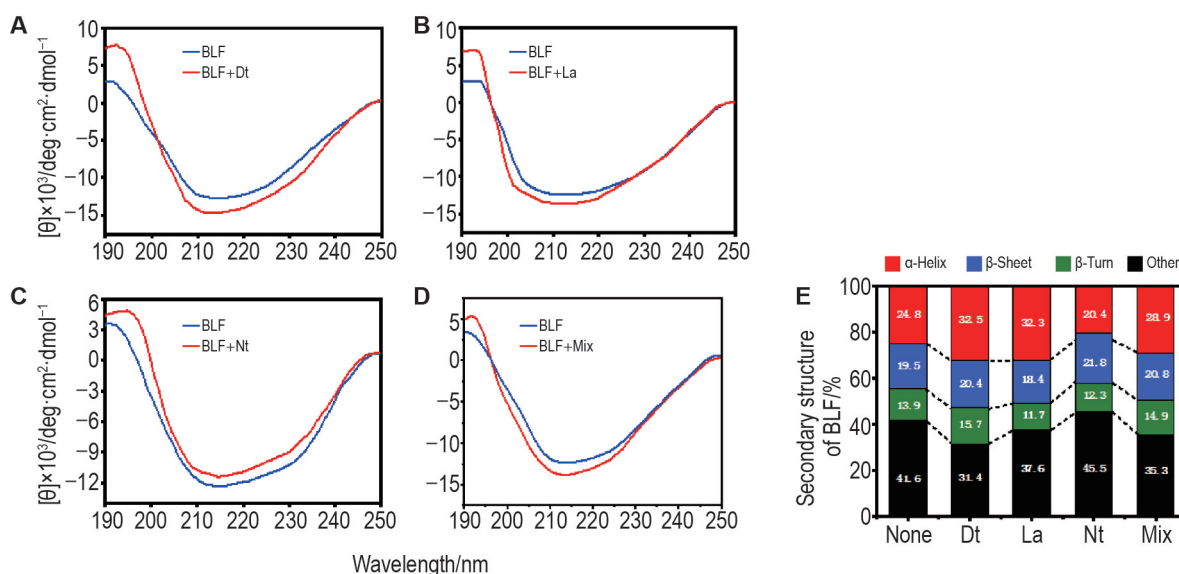 A
[θ]×10³/deg·cm²·dmol⁻¹
10
5
0
−5
−10
−15
BLF
BLF+Dt
190 200 210 220 230 240 250
B
10
5
0
−5
−10
−15
BLF
BLF+La
190 200 210 220 230 240 250
C
[θ]×10³/deg·cm²·dmol⁻¹
6
3
0
−3
−6
−9
−12
BLF
BLF+Nt
190 200 210 220 230 240 250
D
5
0
−5
−10
−15
BLF
BLF+Mix
190 200 210 220 230 240 250
Wavelength/nm
E
α-Helix β-Sheet β-Turn Other
Secondary structure
of BLF/%
100
80
60
40
20
0
24.8 32.5 32.3 20.4 28.9
19.5 20.4 18.4 21.8 20.8
13.9 15.7 11.7 12.3 14.9
41.6 31.4 37.6 45.5 35.3
None Dt La Nt Mix